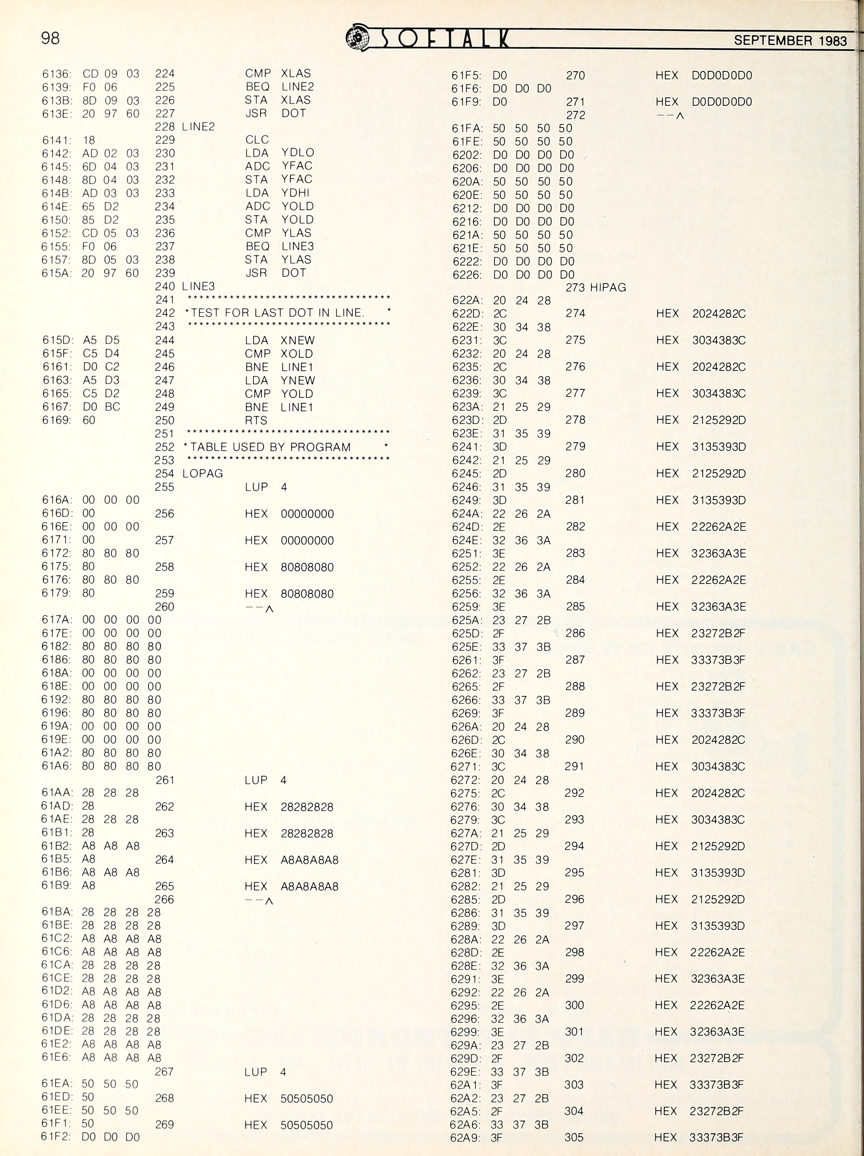 98
SOFTALK
SEPTEMBER 1983
6136: CD 09 03 224 CMP XLAS
6139: F0 06 225 BEQ LINE2
613B: 8D 09 03 226 STA XLAS
613E: 20 97 60 227 JSR DOT
228 LINE2
6141: 18 229 CLC
6142: AD 02 03 230 LDA YDLO
6145: 6D 04 03 231 ADC YFAC
6148: 8D 04 03 232 STA YFAC
614B: AD 03 03 233 LDA YDHI
614E: 65 D2 234 ADC YOLD
6150: 85 D2 235 STA YOLD
6152: CD 05 03 236 CMP YLAS
6155: F0 06 237 BEQ LINE3
6157: 8D 05 03 238 STA YLAS
615A: 20 97 60 239 JSR DOT
240 LINE3
241 ********************************
242 *TEST FOR LAST DOT IN LINE. *
243 ********************************
615D: A5 D5 244 LDA XNEW
615F: C5 D4 245 CMP XOLD
6161: D0 C2 246 BNE LINE1
6163: A5 D3 247 LDA YNEW
6165: C5 D2 248 CMP YOLD
6167: D0 BC 249 BNE LINE1
6169: 60 250 RTS
251 ********************************
252 *TABLE USED BY PROGRAM *
253 ********************************
254 LOPAG
255 LUP 4
616A: 00 00 00
616D: 00 256 HEX 00000000
616E: 00 00 00
6171: 00 257 HEX 00000000
6172: 80 80 80
6175: 80 258 HEX 80808080
6176: 80 80 80
6179: 80 259 HEX 80808080
260 --^
617A: 00 00 00 00
617E: 00 00 00 00
6182: 80 80 80 80
6186: 80 80 80 80
618A: 00 00 00 00
618E: 00 00 00 00
6192: 80 80 80 80
6196: 80 80 80 80
619A: 00 00 00 00
619E: 00 00 00 00
61A2: 80 80 80 80
61A6: 80 80 80 80
261 LUP 4
61AA: 28 28 28
61AD: 28 262 HEX 28282828
61AE: 28 28 28
61B1: 28 263 HEX 28282828
61B2: A8 A8 A8
61B5: A8 264 HEX A8A8A8A8
61B6: A8 A8 A8
61B9: A8 265 HEX A8A8A8A8
266 --^
61BA: 28 28 28 28
61BE: 28 28 28 28
61C2: A8 A8 A8 A8
61C6: A8 A8 A8 A8
61CA: 28 28 28 28
61CE: 28 28 28 28
61D2: A8 A8 A8 A8
61D6: A8 A8 A8 A8
61DA: 28 28 28 28
61DE: 28 28 28 28
61E2: A8 A8 A8 A8
61E6: A8 A8 A8 A8
267 LUP 4
61EA: 50 50 50
61ED: 50 268 HEX 50505050
61EE: 50 50 50
61F1: 50 269 HEX 50505050
61F2: D0 D0 D0
61F5: D0 270 HEX D0D0D0D0
61F6: D0 D0 D0
61F9: D0 271 HEX D0D0D0D0
272 --^
61FA: 50 50 50 50
61FE: 50 50 50 50
6202: D0 D0 D0 D0
6206: D0 D0 D0 D0
620A: 50 50 50 50
620E: 50 50 50 50
6212: D0 D0 D0 D0
6216: D0 D0 D0 D0
621A: 50 50 50 50
621E: 50 50 50 50
6222: D0 D0 D0 D0
6226: D0 D0 D0 D0
273 HIPAG
622A: 20 24 28
622D: 2C 274 HEX 2024282C
622E: 30 34 38
6231: 3C 275 HEX 3034383C
6232: 20 24 28
6235: 2C 276 HEX 2024282C
6236: 30 34 38
6239: 3C 277 HEX 3034383C
623A: 21 25 29
623D: 2D 278 HEX 2125292D
623E: 31 35 39
6241: 3D 279 HEX 3135393D
6242: 21 25 29
6245: 2D 280 HEX 2125292D
6246: 31 35 39
6249: 3D 281 HEX 3135393D
624A: 22 26 2A
624D: 2E 282 HEX 22262A2E
624E: 32 36 3A
6251: 3E 283 HEX 32363A3E
6252: 22 26 2A
6255: 2E 284 HEX 22262A2E
6256: 32 36 3A
6259: 3E 285 HEX 32363A3E
625A: 23 27 2B
625D: 2F 286 HEX 23272B2F
625E: 33 37 3B
6261: 3F 287 HEX 33373B3F
6262: 23 27 2B
6265: 2F 288 HEX 23272B2F
6266: 33 37 3B
6269: 3F 289 HEX 33373B3F
626A: 20 24 28
626D: 2C 290 HEX 2024282C
626E: 30 34 38
6271: 3C 291 HEX 3034383C
6272: 20 24 28
6275: 2C 292 HEX 2024282C
6276: 30 34 38
6279: 3C 293 HEX 3034383C
627A: 21 25 29
627D: 2D 294 HEX 2125292D
627E: 31 35 39
6281: 3D 295 HEX 3135393D
6282: 21 25 29
6285: 2D 296 HEX 2125292D
6286: 31 35 39
6289: 3D 297 HEX 3135393D
628A: 22 26 2A
628D: 2E 298 HEX 22262A2E
628E: 32 36 3A
6291: 3E 299 HEX 32363A3E
6292: 22 26 2A
6295: 2E 300 HEX 22262A2E
6296: 32 36 3A
6299: 3E 301 HEX 32363A3E
629A: 23 27 2B
629D: 2F 302 HEX 23272B2F
629E: 33 37 3B
62A1: 3F 303 HEX 33373B3F
62A2: 23 27 2B
62A5: 2F 304 HEX 23272B2F
62A6: 33 37 3B
62A9: 3F 305 HEX 33373B3F